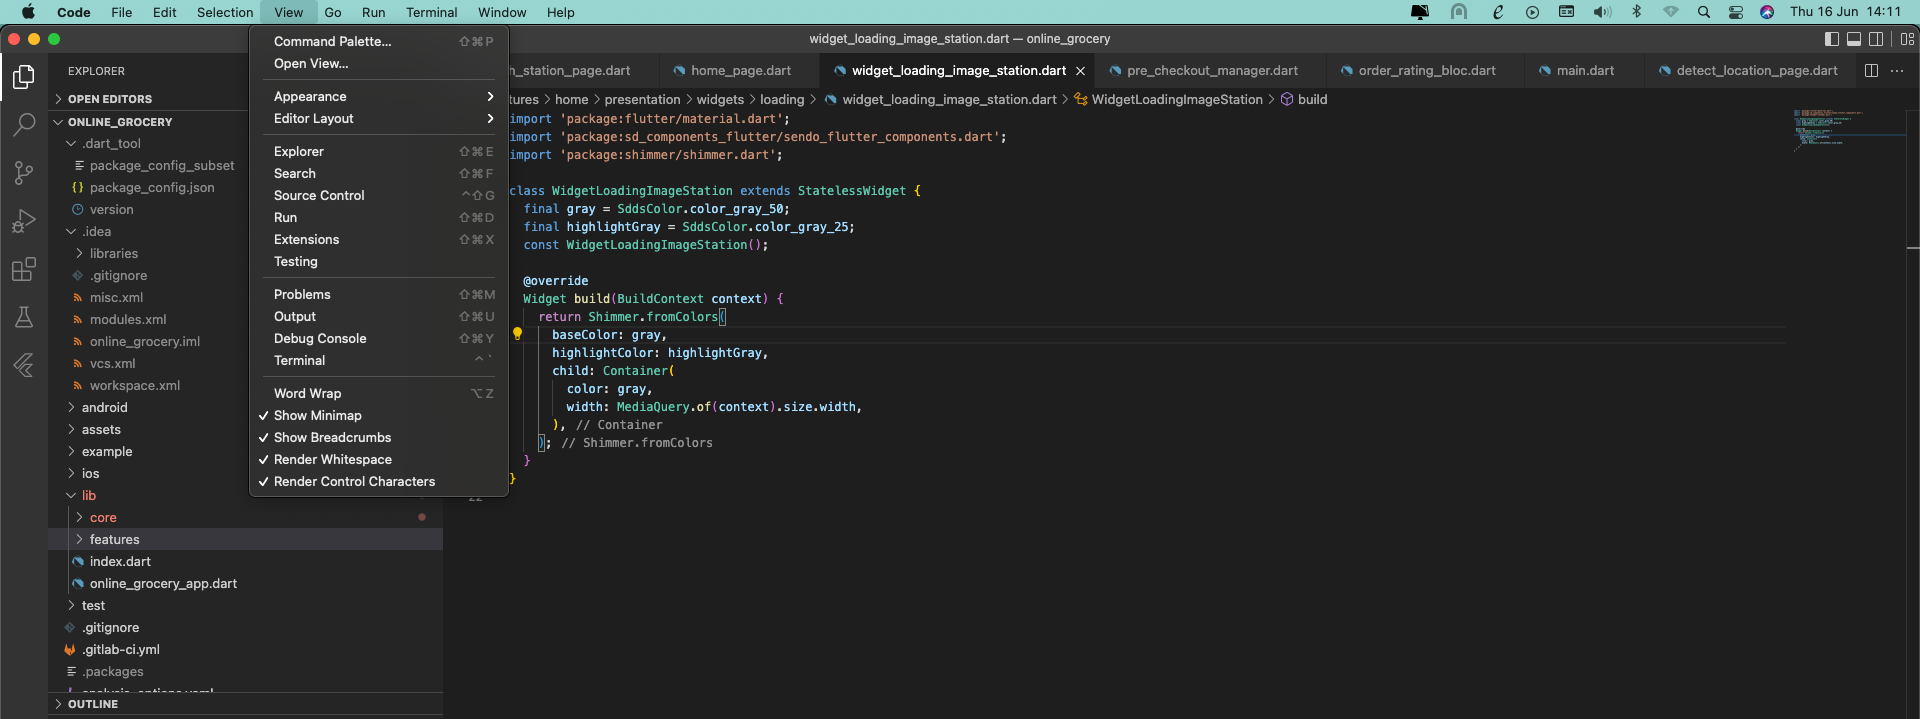 Code File Edit Selection View Go Run Terminal Window Help Thu 16 Jun 14:11
widget_loading_image_station.dart — online_grocery
EXPLORER
OPEN EDITORS
ONLINE_GROCERY
.dart_tool
package_config_subset
package_config.json
version
.idea
libraries
.gitignore
misc.xml
modules.xml
online_grocery.iml
vcs.xml
workspace.xml
android
assets
example
ios
lib
core
features
index.dart
online_grocery_app.dart
test
.gitignore
.gitlab-ci.yml
.packages
OUTLINE
Command Palette... ⇧⌘P
Open View...
Appearance
Editor Layout
Explorer ⇧⌘E
Search ⇧⌘F
Source Control ⌃⇧G
Run ⇧⌘D
Extensions ⇧⌘X
Testing
Problems ⇧⌘M
Output ⇧⌘U
Debug Console ⇧⌘Y
Terminal ⌃`
Word Wrap ⌥Z
✓ Show Minimap
✓ Show Breadcrumbs
✓ Render Whitespace
✓ Render Control Characters
h_station_page.dart home_page.dart widget_loading_image_station.dart pre_checkout_manager.dart order_rating_bloc.dart main.dart detect_location_page.dart
tures > home > presentation > widgets > loading > widget_loading_image_station.dart > WidgetLoadingImageStation > build
import 'package:flutter/material.dart';
import 'package:sd_components_flutter/sendo_flutter_components.dart';
import 'package:shimmer/shimmer.dart';
class WidgetLoadingImageStation extends StatelessWidget {
final gray = SddsColor.color_gray_50;
final highlightGray = SddsColor.color_gray_25;
const WidgetLoadingImageStation();
@override
Widget build(BuildContext context) {
return Shimmer.fromColors(
baseColor: gray,
highlightColor: highlightGray,
child: Container(
color: gray,
width: MediaQuery.of(context).size.width,
), // Container
); // Shimmer.fromColors
}
}
22